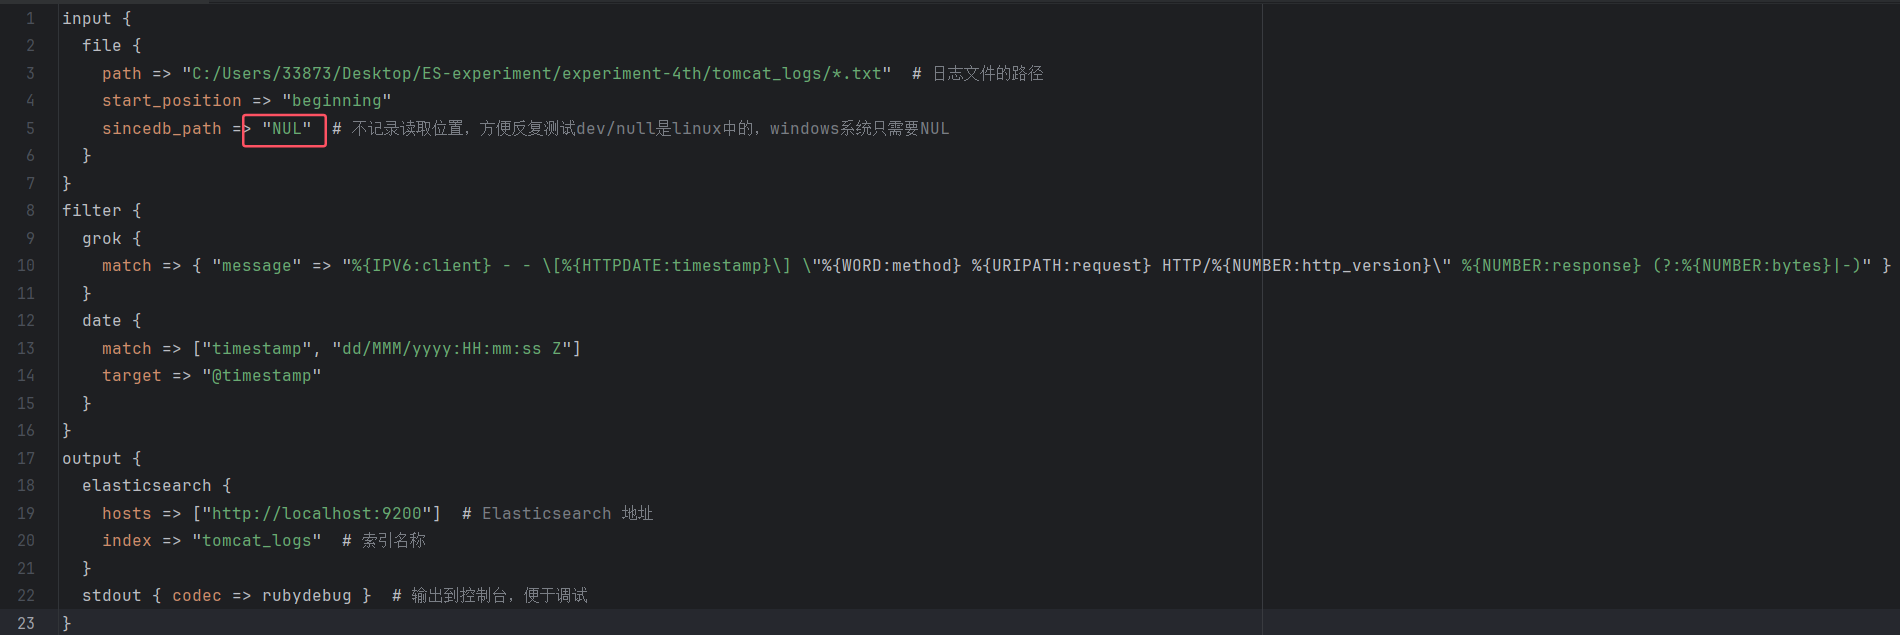 1 input {
2 file {
3 path => "C:/Users/33873/Desktop/ES-experiment/experiment-4th/tomcat_logs/*.txt"  # 日志文件的路径
4 start_position => "beginning"
5 sincedb_path => "NUL"  # 不记录读取位置，方便反复测试dev/null是linux中的，windows系统只需要NUL
6 }
7 }
8 filter {
9 grok {
10 match => { "message" => "%{IPV6:client} - - \[%{HTTPDATE:timestamp}\] \"%{WORD:method} %{URIPATH:request} HTTP/%{NUMBER:http_version}\" %{NUMBER:response} (?:%{NUMBER:bytes}|-)" }
11 }
12 date {
13 match => ["timestamp", "dd/MMM/yyyy:HH:mm:ss Z"]
14 target => "@timestamp"
15 }
16 }
17 output {
18 elasticsearch {
19 hosts => ["http://localhost:9200"]  # Elasticsearch 地址
20 index => "tomcat_logs"  # 索引名称
21 }
22 stdout { codec => rubydebug }  # 输出到控制台，便于调试
23 }